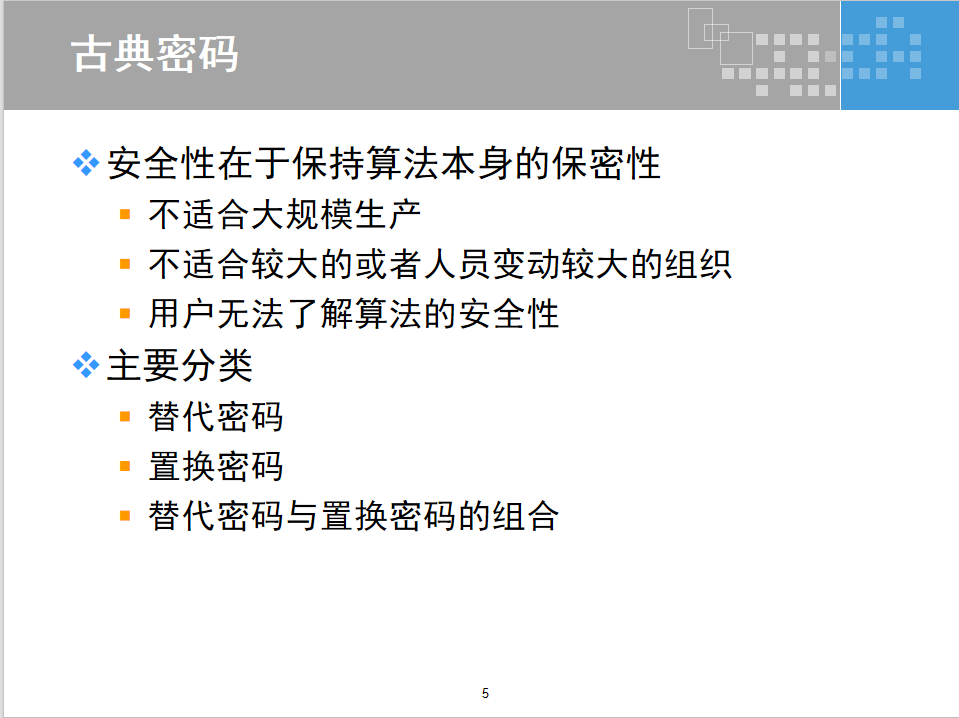 古典密码
安全性在于保持算法本身的保密性
不适合大规模生产
不适合较大的或者人员变动较大的组织
用户无法了解算法的安全性
主要分类
替代密码
置换密码
替代密码与置换密码的组合
5